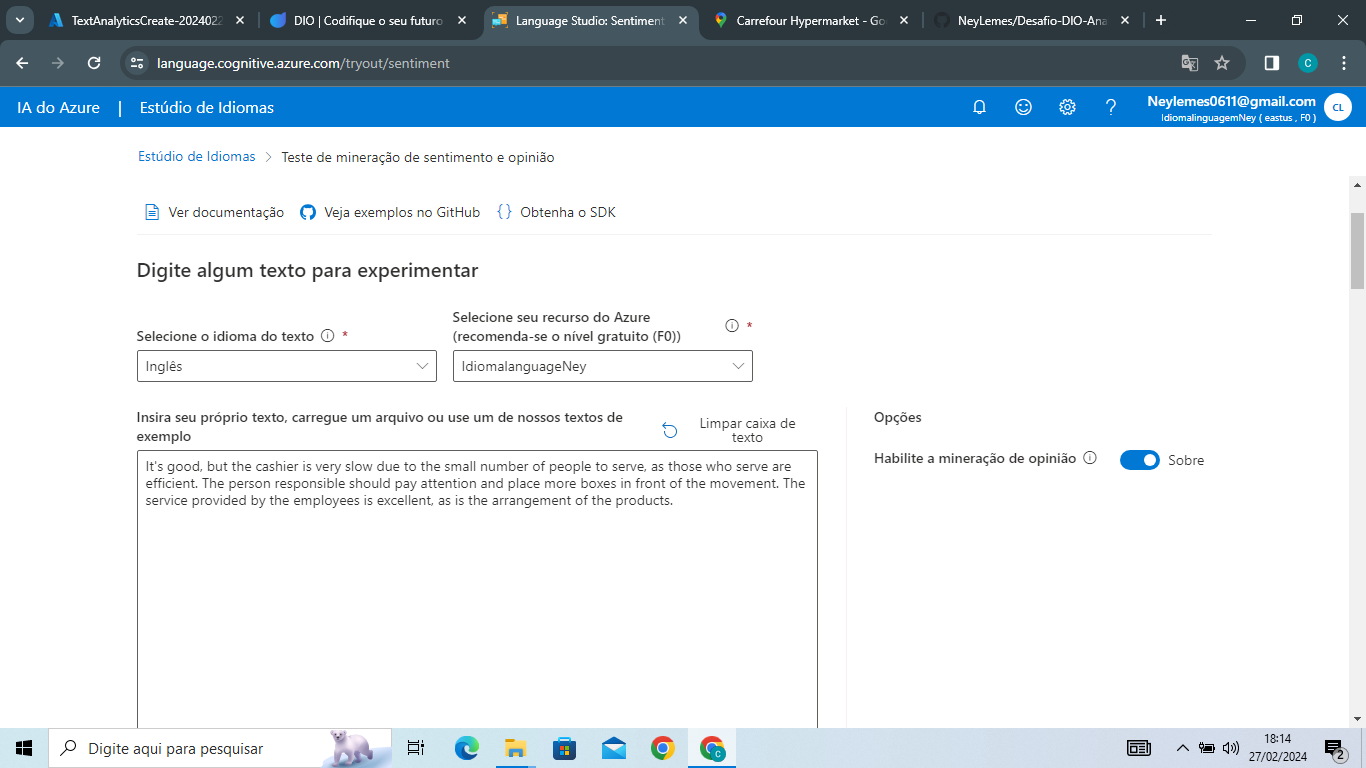 TextAnalyticsCreate-2024022
DIO | Codifique o seu futuro
Language Studio: Sentiment
Carrefour Hypermarket - Go
NeyLemes/Desafio-DIO-Ana
language.cognitive.azure.com/tryout/sentiment
C
IA do Azure | Estúdio de Idiomas
Neylemes0611@gmail.com
IdiomalinguagemNey ( eastus , F0 )
CL
Estúdio de Idiomas > Teste de mineração de sentimento e opinião
Ver documentação Veja exemplos no GitHub {} Obtenha o SDK
Digite algum texto para experimentar
Selecione o idioma do texto *
Inglês
Selecione seu recurso do Azure
(recomenda-se o nível gratuito (F0)) *
IdiomalanguageNey
Insira seu próprio texto, carregue um arquivo ou use um de nossos textos de
exemplo
Limpar caixa de
texto
It's good, but the cashier is very slow due to the small number of people to serve, as those who serve are
efficient. The person responsible should pay attention and place more boxes in front of the movement. The
service provided by the employees is excellent, as is the arrangement of the products.
Opções
Habilite a mineração de opinião
Sobre
Digite aqui para pesquisar
C
18:14
27/02/2024
2